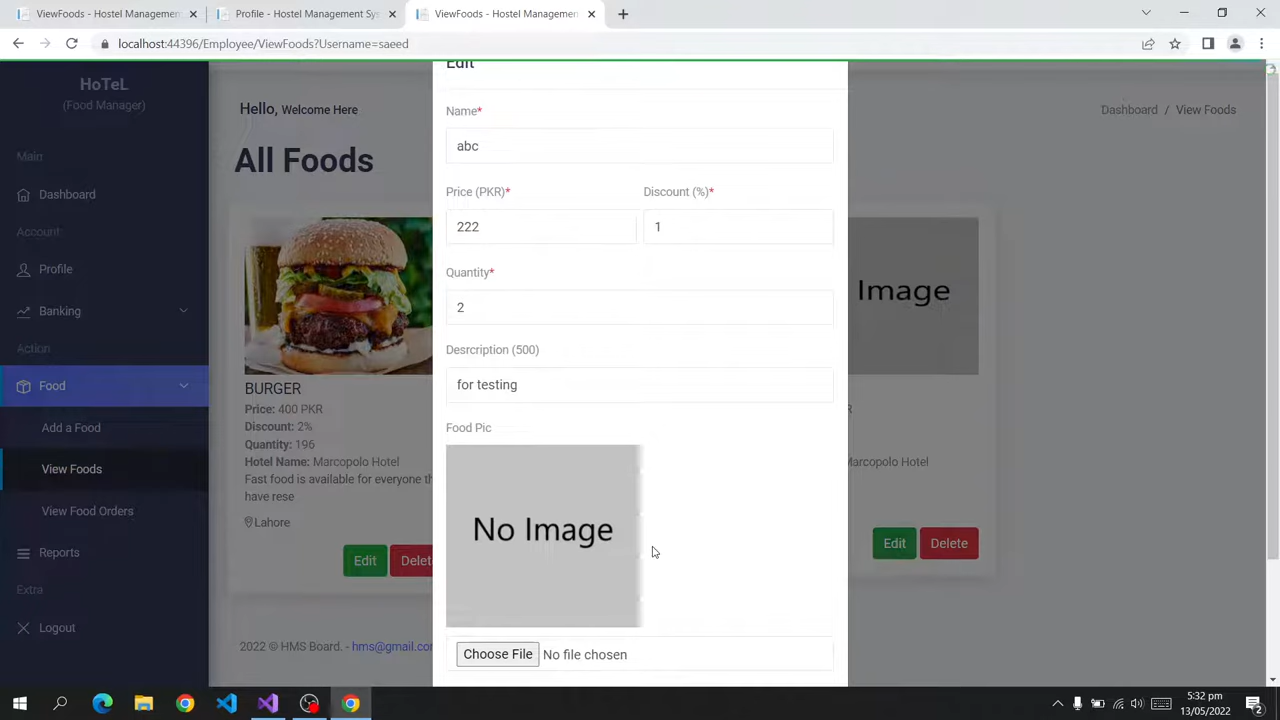 ViewFoods - Hostel Management
Profile - Hostel Management Sys
ViewFoods - Hostel Management
localhost:44396/Employee/ViewFoods?Username=saeed
HoTeL
(Food Manager)
Main
Dashboard
Account
Profile
Banking
Action
Food
Add a Food
View Foods
View Food Orders
Reports
Extra
Logout
Hello, Welcome Here
Dashboard / View Foods
All Foods
BURGER
Price: 400 PKR
Discount: 2%
Quantity: 196
Hotel Name: Marcopolo Hotel
Fast food is available for everyone th
have rese
Lahore
Edit
Delet
2022 © HMS Board. - hms@gmail.co
Edit
Name*
abc
Price (PKR)*
Discount (%)*
222
1
Quantity*
2
Desrcription (500)
for testing
Food Pic
No Image
Choose File No file chosen
Image
R
Marcopolo Hotel
Edit
Delete
5:32 pm
13/05/2022
2